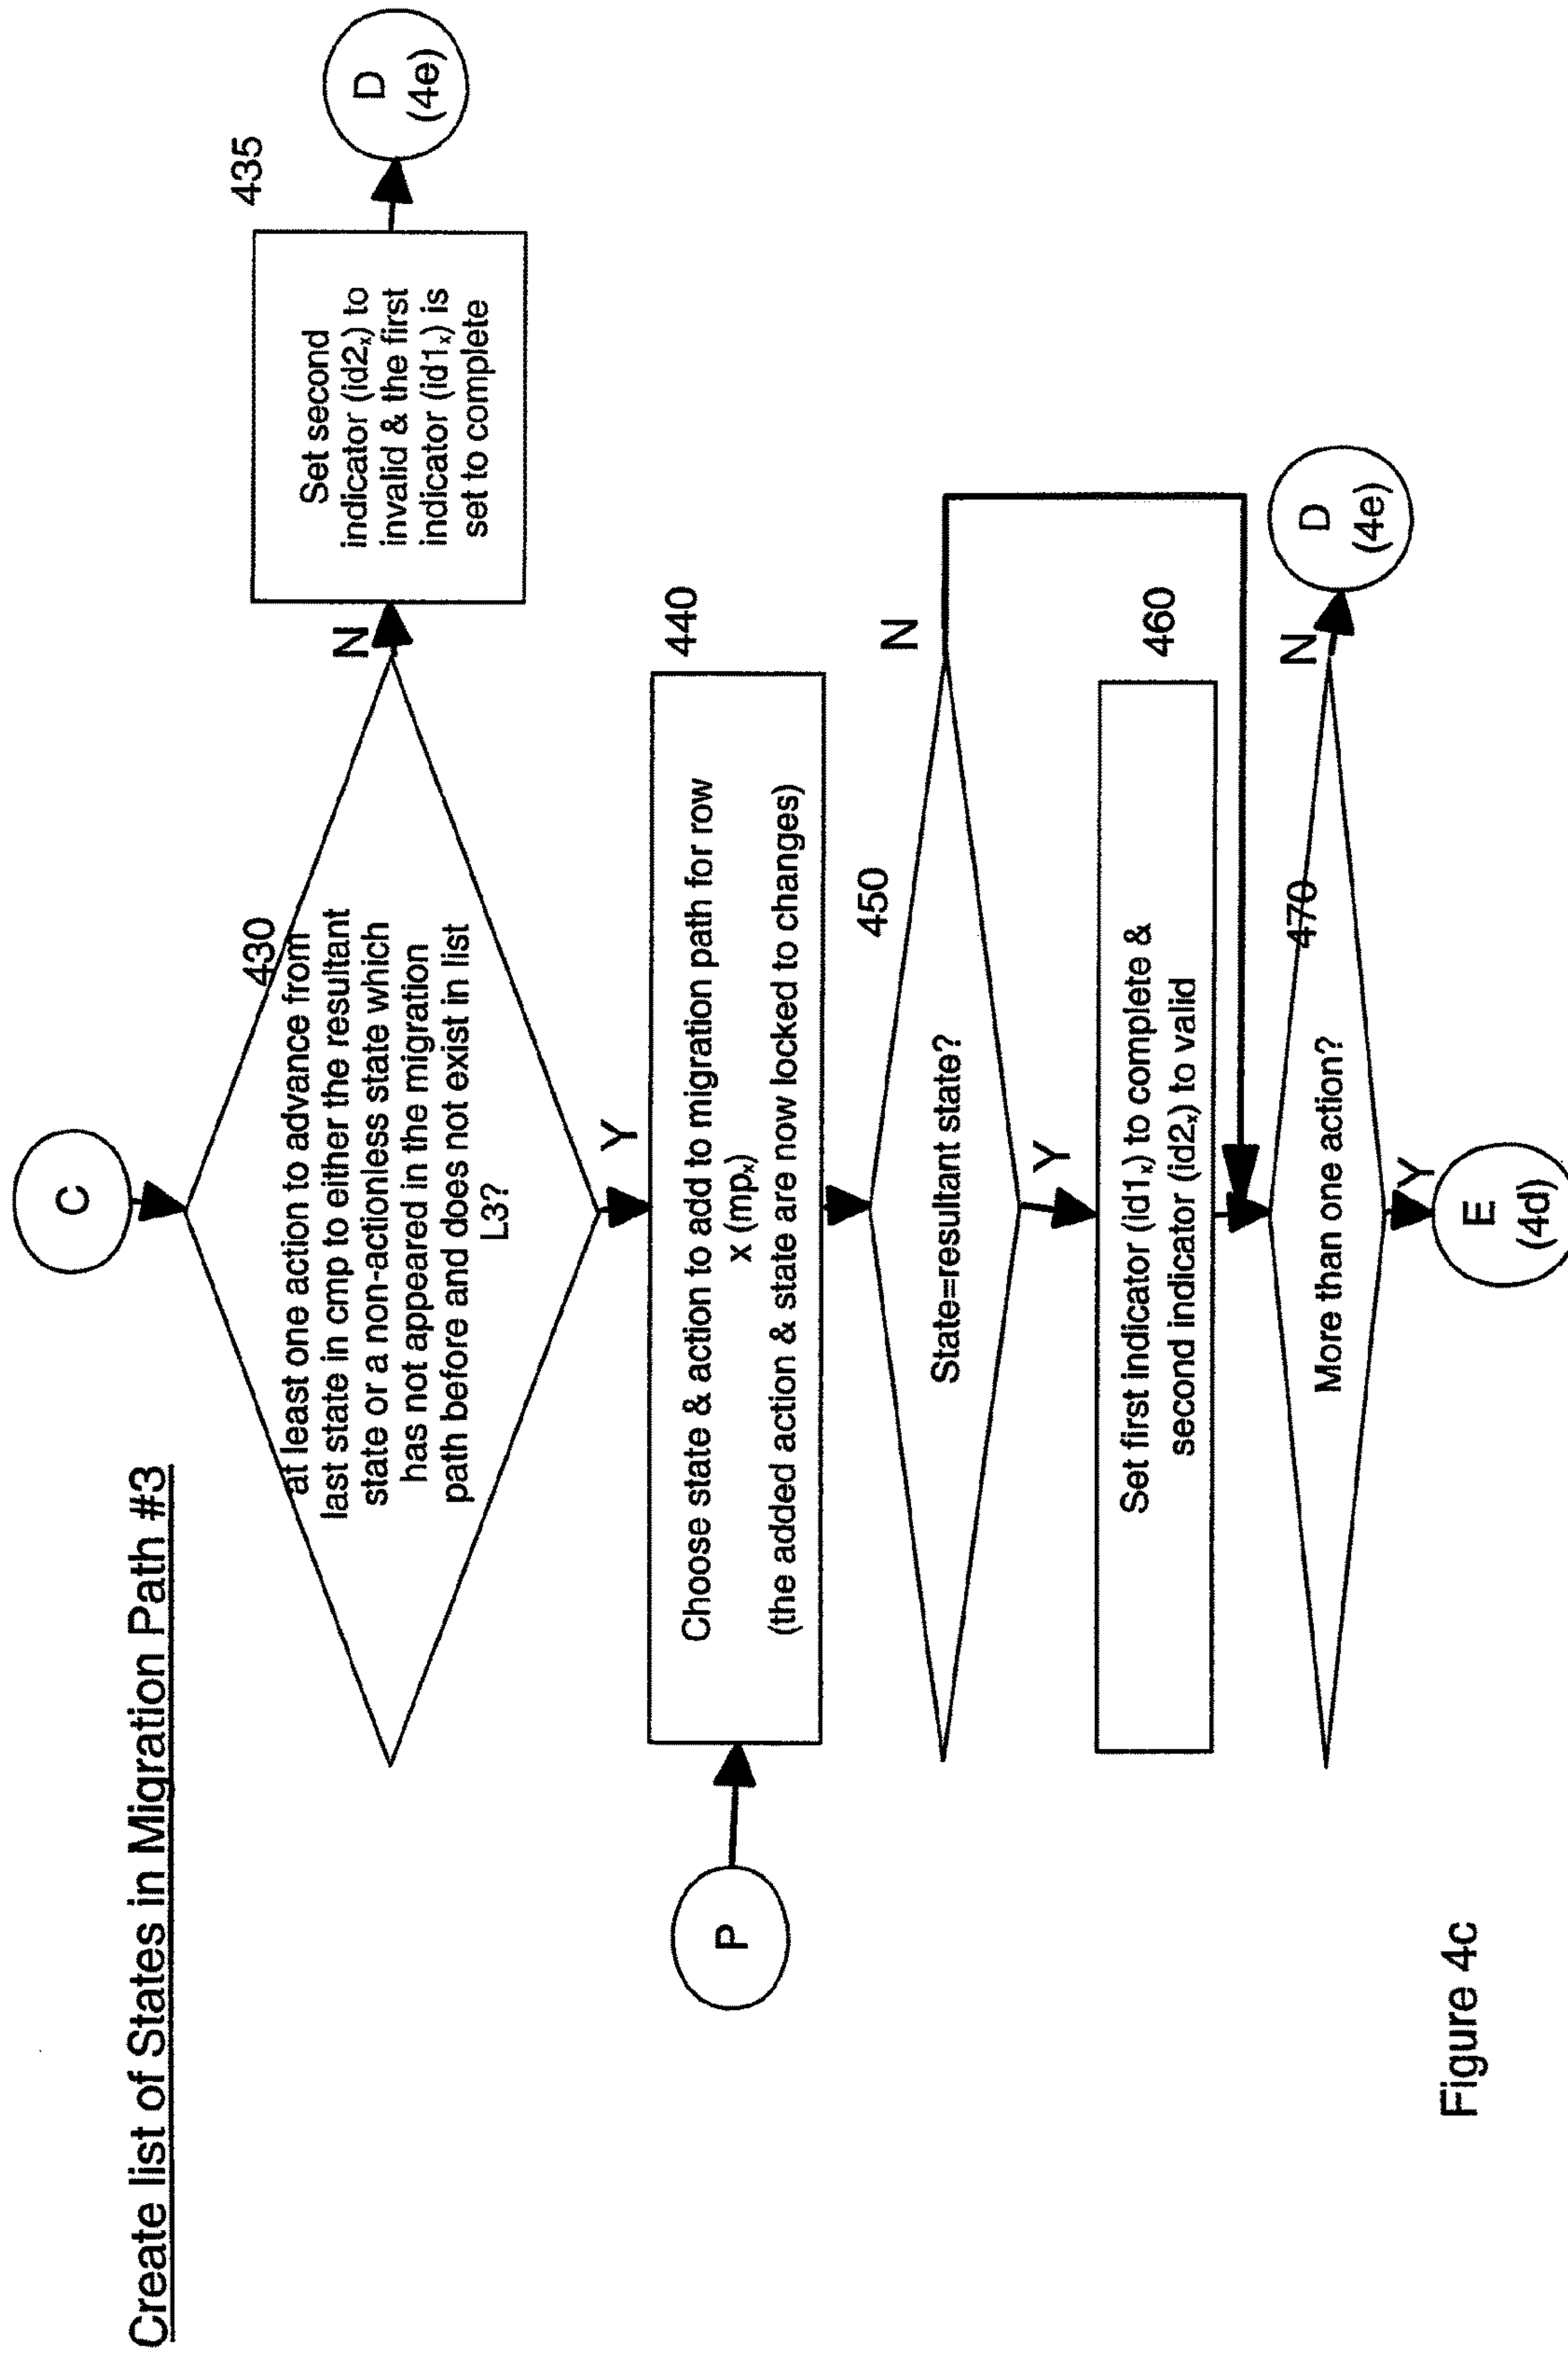 Create list of States in Migration Path #3
C
430
at least one action to advance from
last state in cmp to either the resultant
state or a non-actionless state which
has not appeared in the migration
path before and does not exist in list
L3?
N
435
Set second
indicator (id2ₓ) to
invalid & the first
indicator (id1ₓ) is
set to complete
D
(4e)
Y
P
440
Choose state & action to add to migration path for row
x (mpₓ)
(the added action & state are now locked to changes)
450
State=resultant state?
N
Y
460
Set first indicator (id1ₓ) to complete &
second indicator (id2ₓ) to valid
470
More than one action?
N
D
(4e)
Y
E
(4d)
Figure 4c